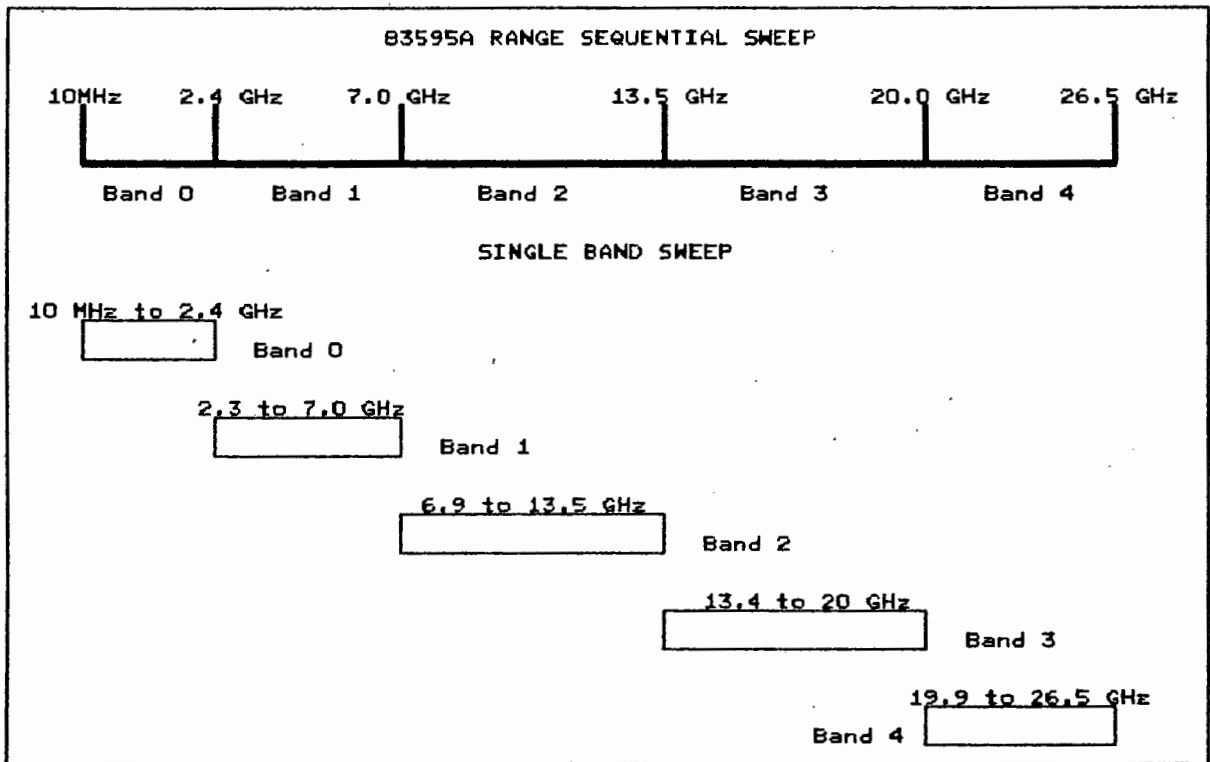 83595A RANGE SEQUENTIAL SWEEP
10MHz 2.4 GHz 7.0 GHz 13.5 GHz 20.0 GHz 26.5 GHz
Band 0 Band 1 Band 2 Band 3 Band 4
SINGLE BAND SWEEP
10 MHz to 2.4 GHz
Band 0
2.3 to 7.0 GHz
Band 1
6.9 to 13.5 GHz
Band 2
13.4 to 20 GHz
Band 3
19.9 to 26.5 GHz
Band 4